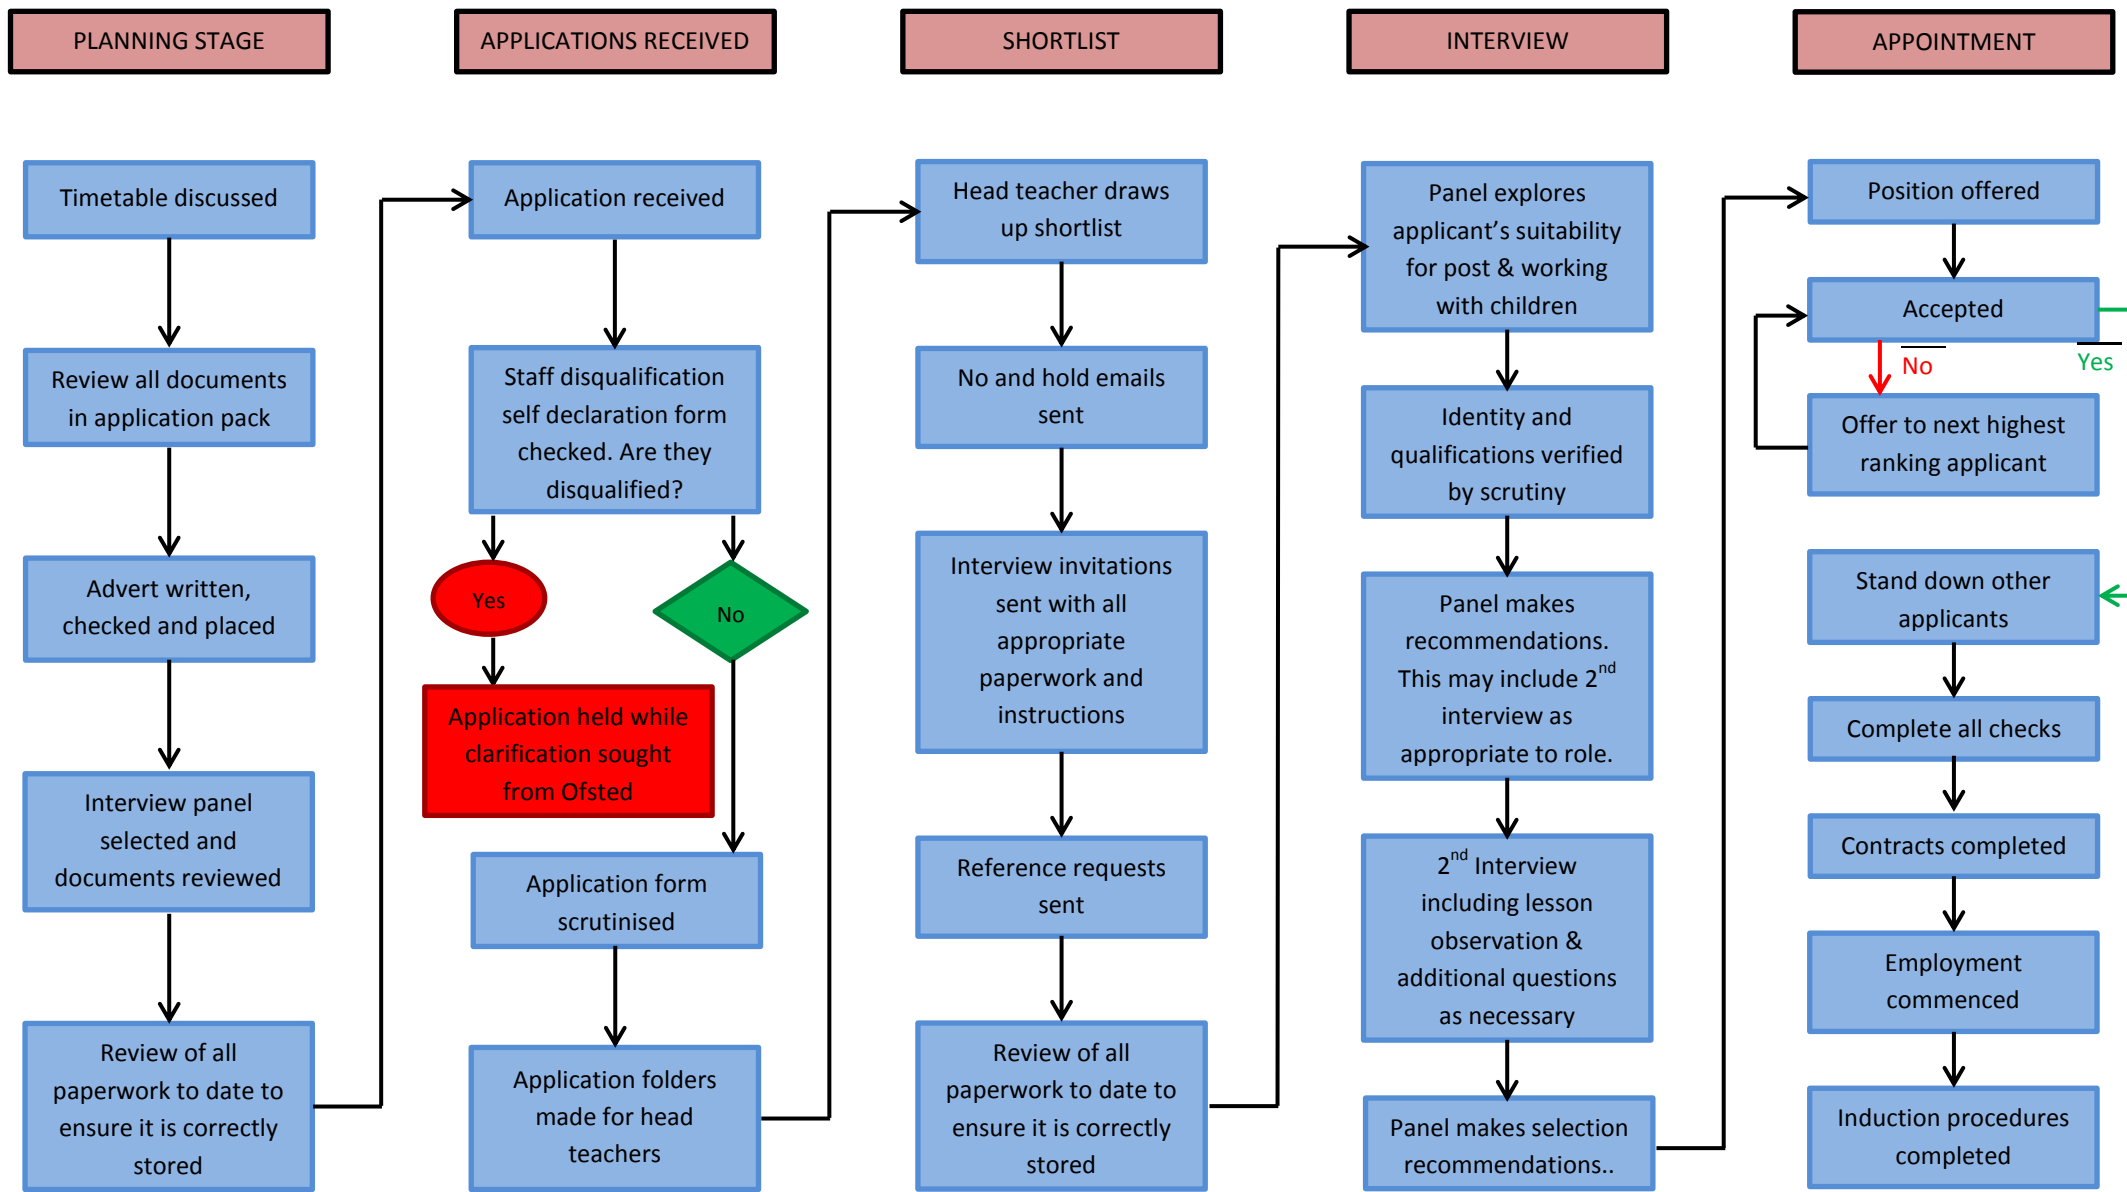 PLANNING STAGE
APPLICATIONS RECEIVED
SHORTLIST
INTERVIEW
APPOINTMENT
Timetable discussed
Review all documents
in application pack
Advert written,
checked and placed
Interview panel
selected and
documents reviewed
Review of all
paperwork to date to
ensure it is correctly
stored
Application received
Staff disqualification
self declaration form
checked. Are they
disqualified?
Yes
No
Application held while
clarification sought
from Ofsted
Application form
scrutinised
Application folders
made for head
teachers
Head teacher draws
up shortlist
No and hold emails
sent
Interview invitations
sent with all
appropriate
paperwork and
instructions
Reference requests
sent
Review of all
paperwork to date to
ensure it is correctly
stored
Panel explores
applicant’s suitability
for post & working
with children
Identity and
qualifications verified
by scrutiny
Panel makes
recommendations.
This may include 2nd
interview as
appropriate to role.
2nd Interview
including lesson
observation &
additional questions
as necessary
Panel makes selection
recommendations..
Position offered
Accepted
No
Yes
Offer to next highest
ranking applicant
Stand down other
applicants
Complete all checks
Contracts completed
Employment
commenced
Induction procedures
completed